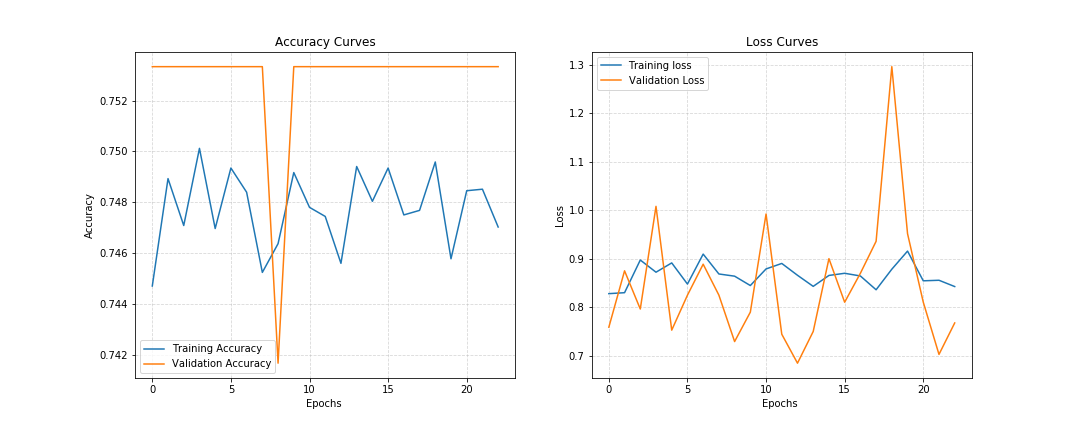 Accuracy Curves
Accuracy
0.752
0.750
0.748
0.746
0.744
0.742
Training Accuracy
Validation Accuracy
0 5 10 15 20
Epochs
Loss Curves
Loss
1.3
1.2
1.1
1.0
0.9
0.8
0.7
Training loss
Validation Loss
0 5 10 15 20
Epochs